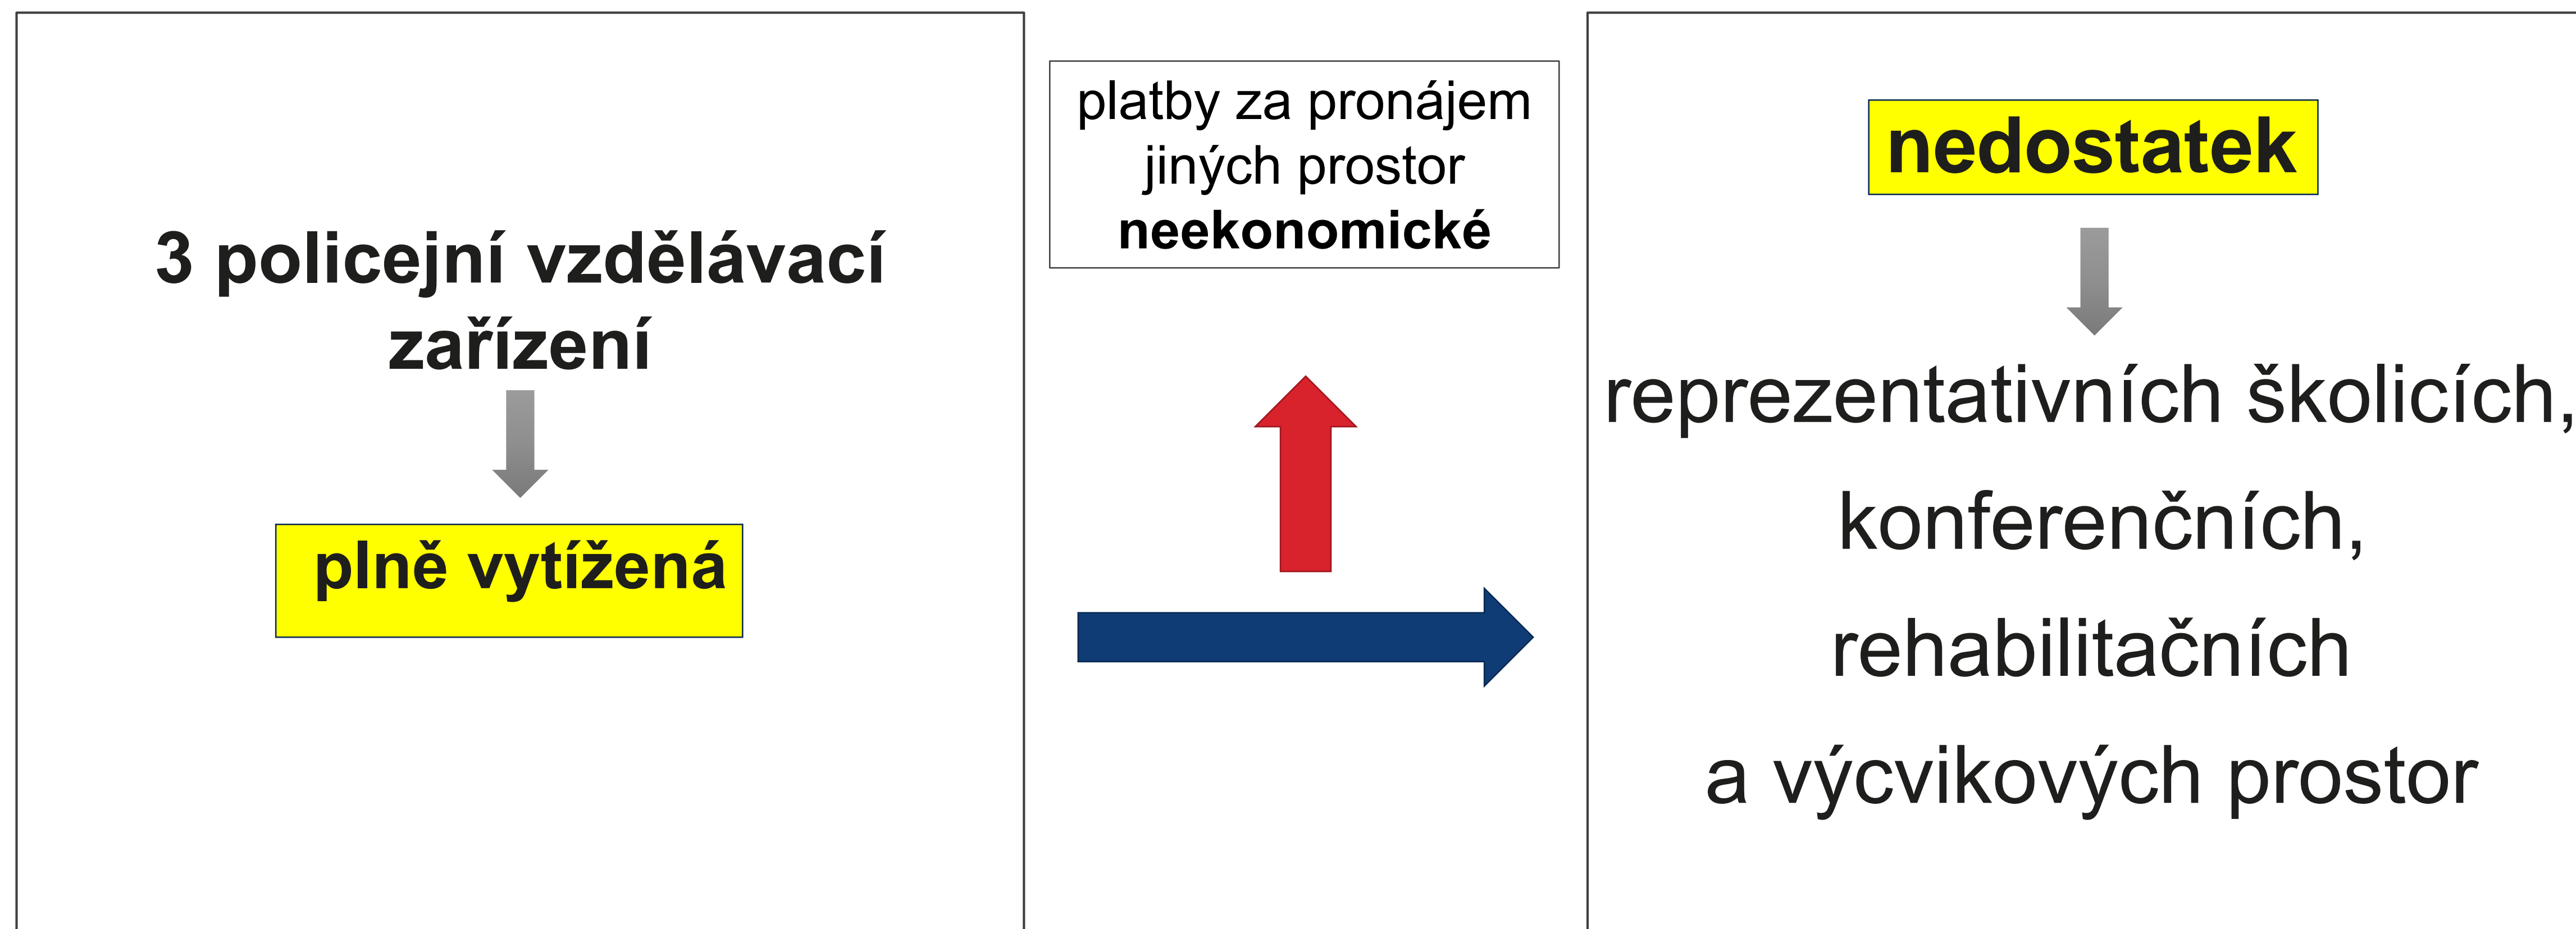 3 policejní vzdělávací
zařízení
plně vytížená
platby za pronájem
jiných prostor
neekonomické
nedostatek
reprezentativních školicích,
konferenčních,
rehabilitačních
a výcvikových prostor